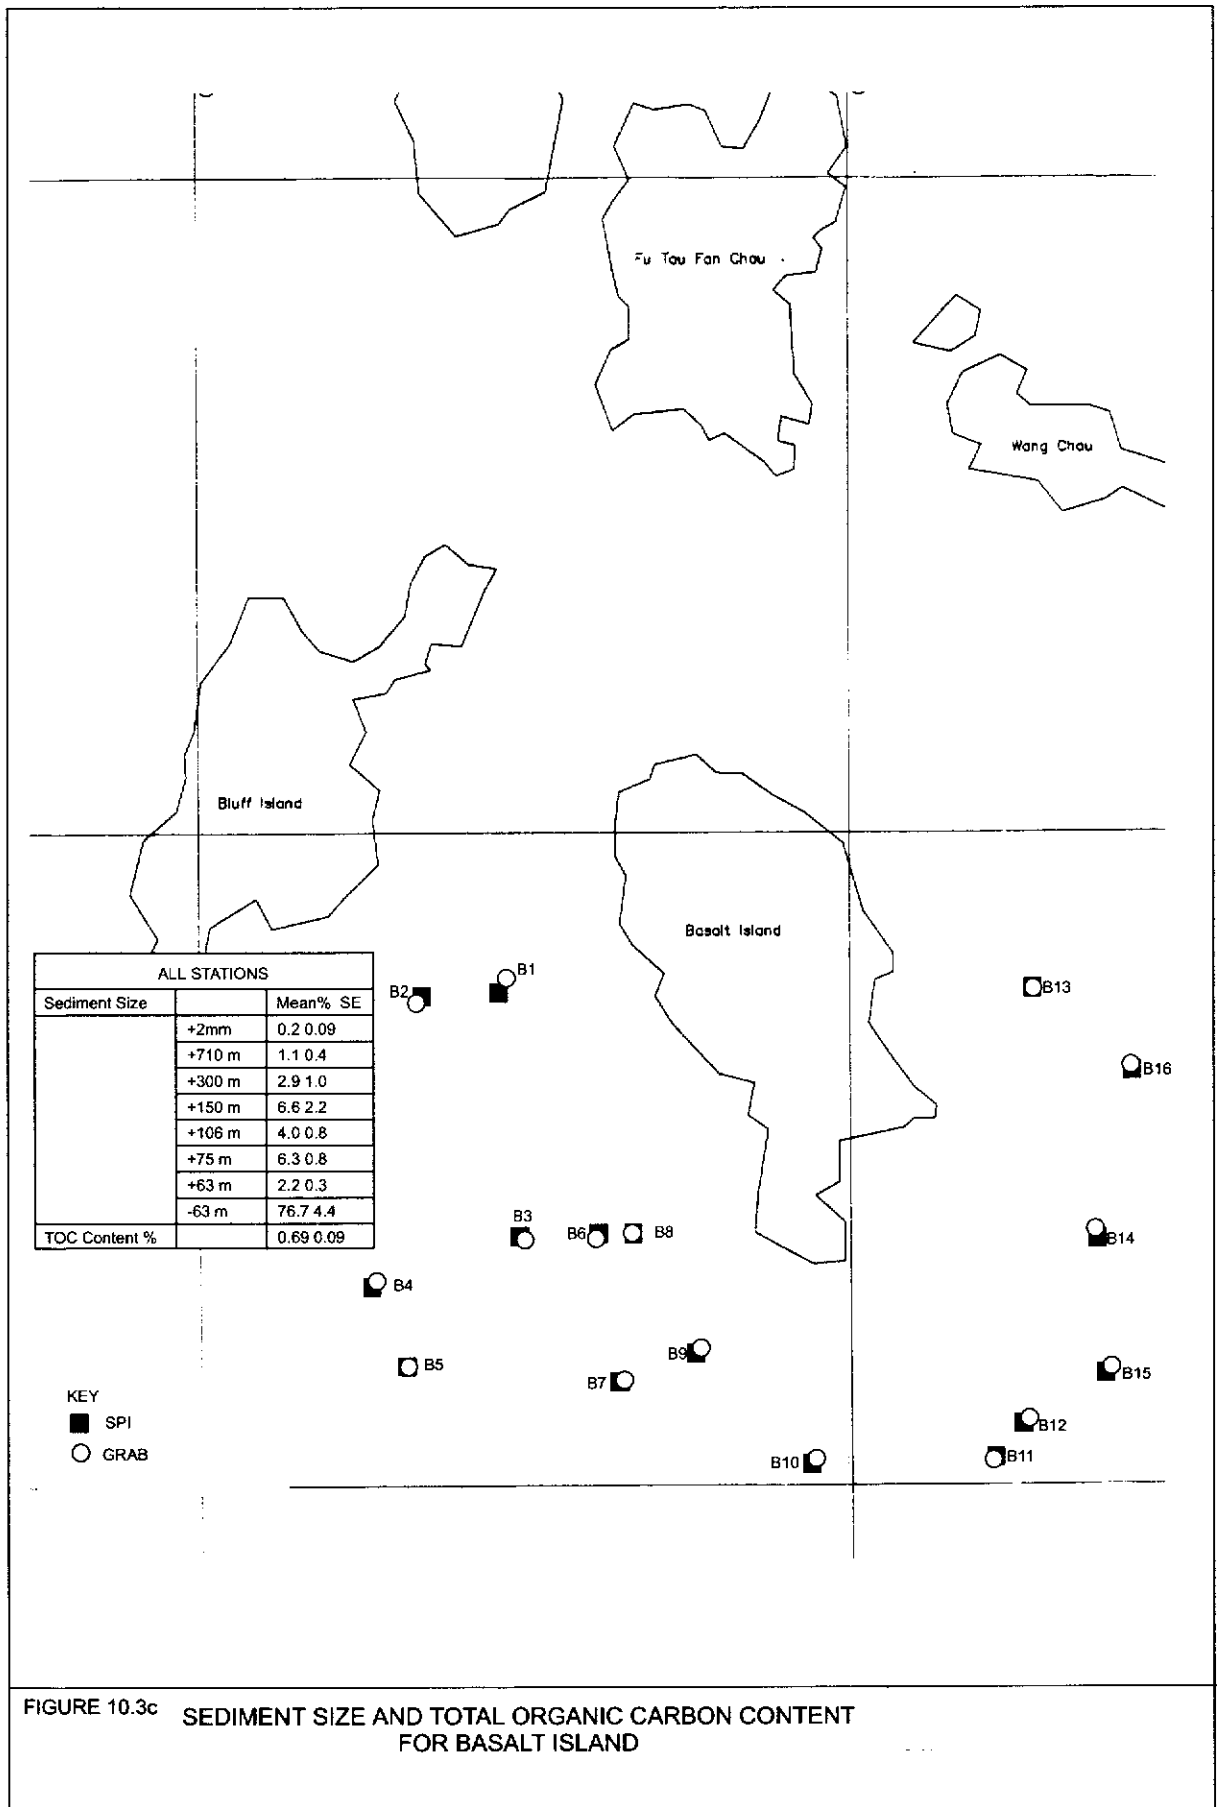 Fu Tau Fan Chau
Wang Chau
Bluff Island
Basalt Island
ALL STATIONS
Sediment Size Mean% SE
+2mm 0.2 0.09
+710 m 1.1 0.4
+300 m 2.9 1.0
+150 m 6.6 2.2
+106 m 4.0 0.8
+75 m 6.3 0.8
+63 m 2.2 0.3
-63 m 76.7 4.4
TOC Content % 0.69 0.09
B1
B2
B13
B16
B3
B6
B8
B14
B4
B9
B5
B15
B7
B12
B11
B10
KEY
SPI
GRAB
FIGURE 10.3c SEDIMENT SIZE AND TOTAL ORGANIC CARBON CONTENT
FOR BASALT ISLAND